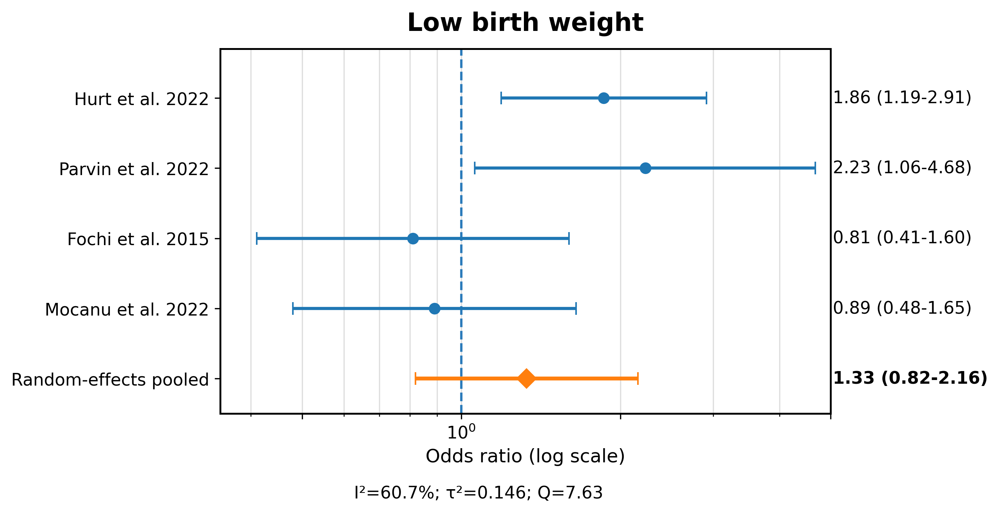 Low birth weight
Hurt et al. 2022 1.86 (1.19-2.91)
Parvin et al. 2022 2.23 (1.06-4.68)
Fochi et al. 2015 0.81 (0.41-1.60)
Mocanu et al. 2022 0.89 (0.48-1.65)
Random-effects pooled 1.33 (0.82-2.16)
10⁰
Odds ratio (log scale)
I²=60.7%; τ²=0.146; Q=7.63